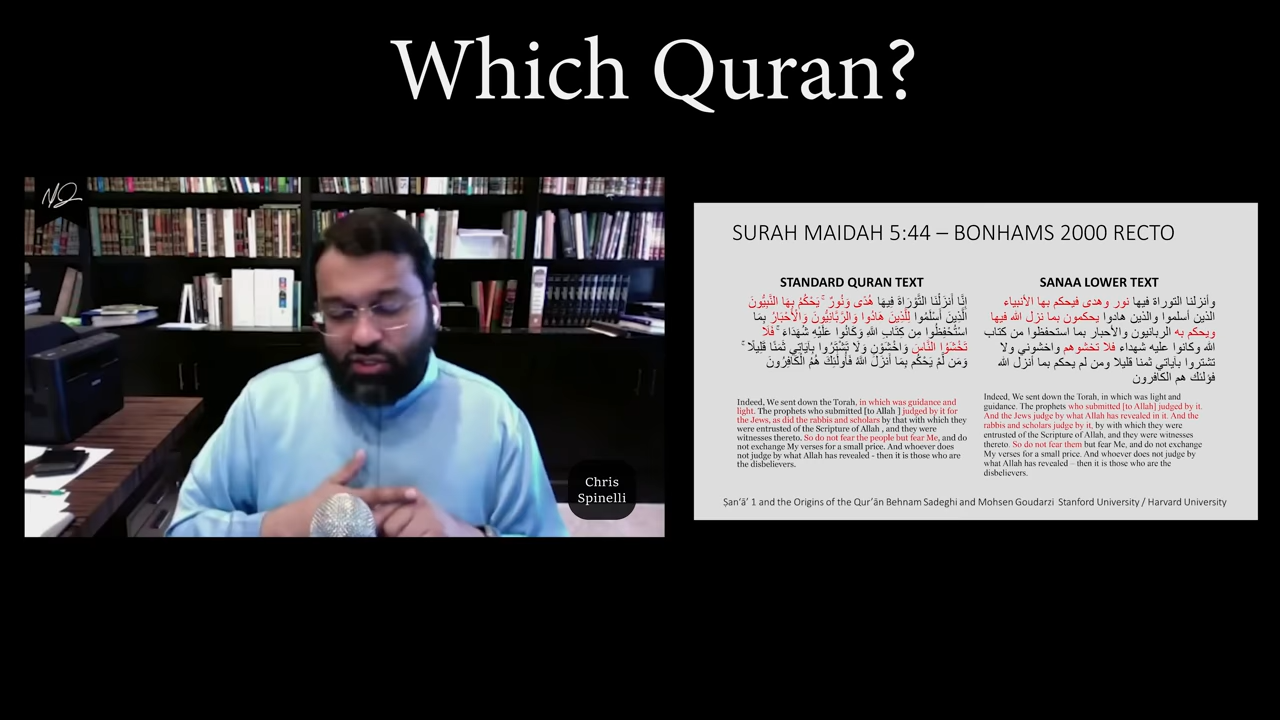 Which Quran?
Chris
Spinelli
SURAH MAIDAH 5:44 – BONHAMS 2000 RECTO
STANDARD QURAN TEXT
إِنَّا أَنزَلْنَا التَّوْرَاةَ فِيهَا هُدًى وَنُورٌ ۚ يَحْكُمُ بِهَا النَّبِيُّونَ
الَّذِينَ أَسْلَمُوا لِلَّذِينَ هَادُوا وَالرَّبَّانِيُّونَ وَالْأَحْبَارُ بِمَا
اسْتُحْفِظُوا مِن كِتَابِ اللَّهِ وَكَانُوا عَلَيْهِ شُهَدَاءَ ۚ فَلَا
تَخْشَوُا النَّاسَ وَاخْشَوْنِ وَلَا تَشْتَرُوا بِآيَاتِي ثَمَنًا قَلِيلًا ۚ
وَمَن لَّمْ يَحْكُم بِمَا أَنزَلَ اللَّهُ فَأُولَٰئِكَ هُمُ الْكَافِرُونَ
Indeed, We sent down the Torah, in which was guidance and
light. The prophets who submitted [to Allah ] judged by it for
the Jews, as did the rabbis and scholars by that with which they
were entrusted of the Scripture of Allah , and they were
witnesses thereto. So do not fear the people but fear Me, and do
not exchange My verses for a small price. And whoever does
not judge by what Allah has revealed - then it is those who are
the disbelievers.
SANAA LOWER TEXT
وأنزلنا التوراة فيها نور وهدى فيحكم بها الأنبياء
الذين أسلموا والذين هادوا يحكمون بما نزل الله فيها
ويحكم به الربانيون والأحبار بما استحفظوا من كتاب
الله وكانوا عليه شهداء فلا تخشوهم واخشوني ولا
تشتروا بآياتي ثمنا قليلا ومن لم يحكم بما أنزل الله
فؤلئك هم الكافرون
Indeed, We sent down the Torah, in which was light and
guidance. The prophets who submitted [to Allah] judged by it.
And the Jews judge by what Allah has revealed in it. And the
rabbis and scholars judge by it, by with which they were
entrusted of the Scripture of Allah, and they were witnesses
thereto. So do not fear them but fear Me, and do not exchange
My verses for a small price. And whoever does not judge by
what Allah has revealed – then it is those who are the
disbelievers.
Ṣan'ā' 1 and the Origins of the Qur'ān Behnam Sadeghi and Mohsen Goudarzi Stanford University / Harvard University